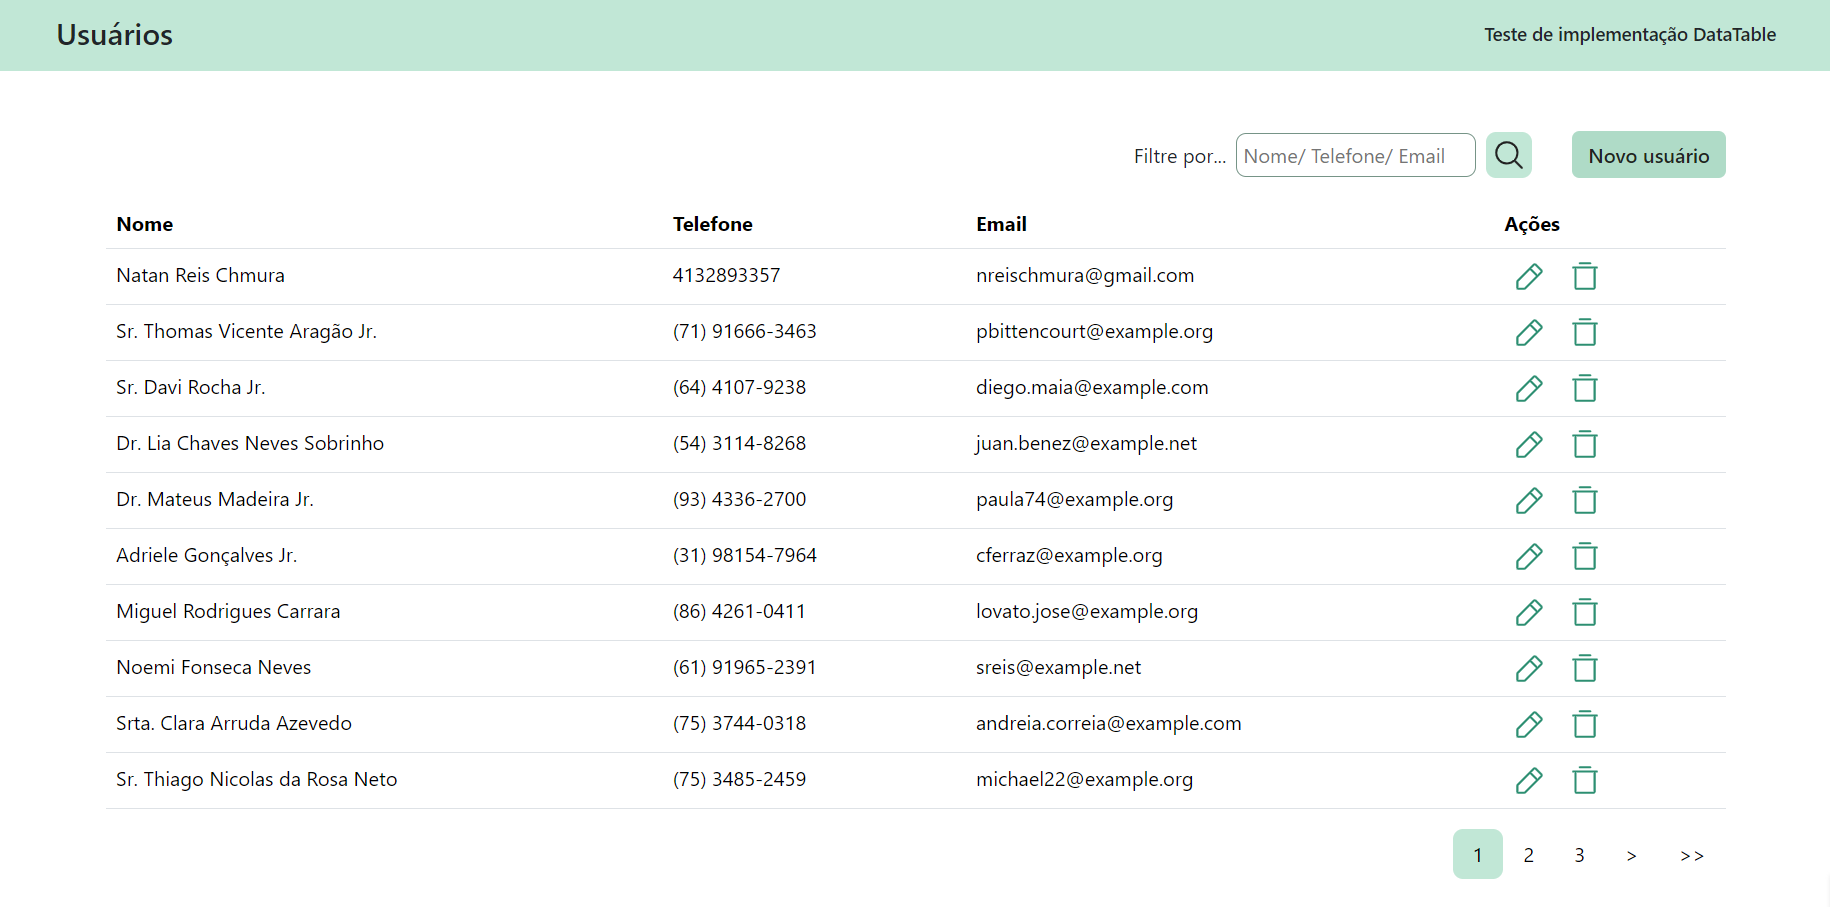 Usuários Teste de implementação DataTable
Filtre por... Nome/ Telefone/ Email Novo usuário
Nome Telefone Email Ações
Natan Reis Chmura 4132893357 nreischmura@gmail.com
Sr. Thomas Vicente Aragão Jr. (71) 91666-3463 pbittencourt@example.org
Sr. Davi Rocha Jr. (64) 4107-9238 diego.maia@example.com
Dr. Lia Chaves Neves Sobrinho (54) 3114-8268 juan.benez@example.net
Dr. Mateus Madeira Jr. (93) 4336-2700 paula74@example.org
Adriele Gonçalves Jr. (31) 98154-7964 cferraz@example.org
Miguel Rodrigues Carrara (86) 4261-0411 lovato.jose@example.org
Noemi Fonseca Neves (61) 91965-2391 sreis@example.net
Srta. Clara Arruda Azevedo (75) 3744-0318 andreia.correia@example.com
Sr. Thiago Nicolas da Rosa Neto (75) 3485-2459 michael22@example.org
1 2 3 > >>